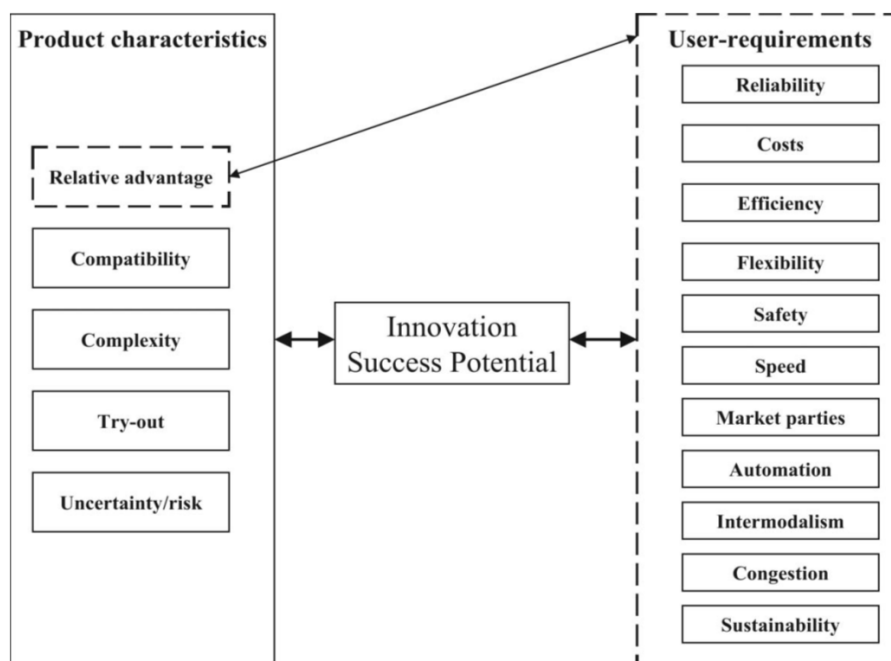 Product characteristics
Relative advantage
Compatibility
Complexity
Try-out
Uncertainty/risk
Innovation
Success Potential
User-requirements
Reliability
Costs
Efficiency
Flexibility
Safety
Speed
Market parties
Automation
Intermodalism
Congestion
Sustainability